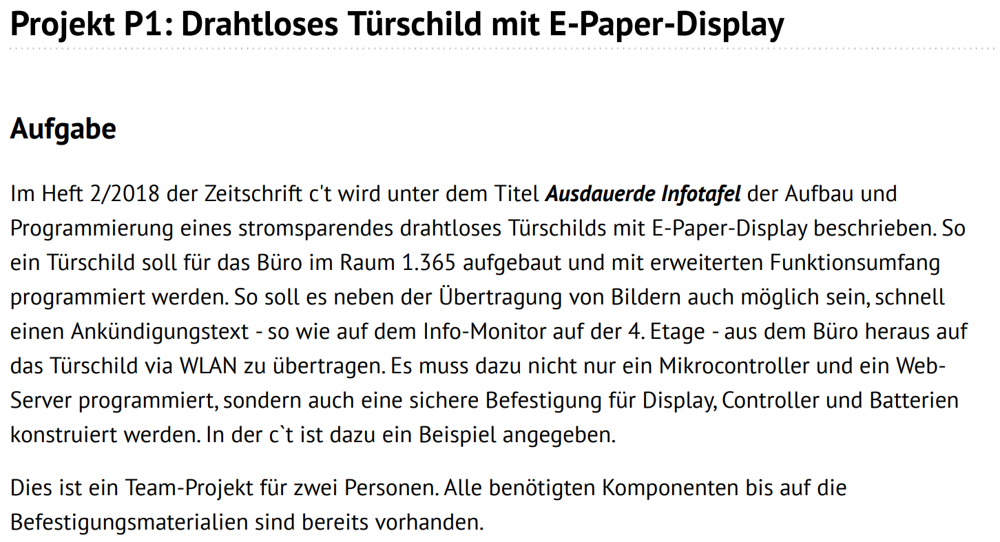 Projekt P1: Drahtloses Türschild mit E-Paper-Display
Aufgabe
Im Heft 2/2018 der Zeitschrift c't wird unter dem Titel Ausdauerde Infotafel der Aufbau und
Programmierung eines stromsparendes drahtloses Türschilds mit E-Paper-Display beschrieben. So
ein Türschild soll für das Büro im Raum 1.365 aufgebaut und mit erweiterten Funktionsumfang
programmiert werden. So soll es neben der Übertragung von Bildern auch möglich sein, schnell
einen Ankündigungstext - so wie auf dem Info-Monitor auf der 4. Etage - aus dem Büro heraus auf
das Türschild via WLAN zu übertragen. Es muss dazu nicht nur ein Mikrocontroller und ein Web-
Server programmiert, sondern auch eine sichere Befestigung für Display, Controller und Batterien
konstruiert werden. In der c`t ist dazu ein Beispiel angegeben.
Dies ist ein Team-Projekt für zwei Personen. Alle benötigten Komponenten bis auf die
Befestigungsmaterialien sind bereits vorhanden.